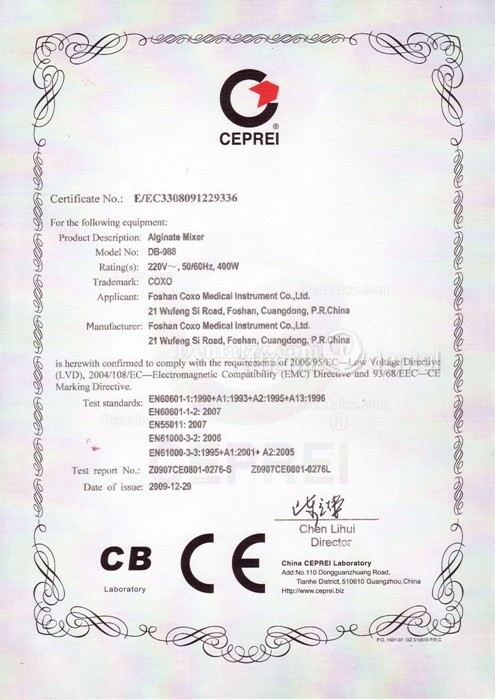 CEPREI
®
Certificate No.: E/EC3308091229336
For the following equipment:
Product Description: Alginate Mixer
Model No: DB-988
Rating(s): 220V～, 50/60Hz, 400W
Trademark: COXO
Applicant: Foshan Coxo Medical Instrument Co.,Ltd.
21 Wufeng Si Road, Foshan, Cuangdong, P.R.China
Manufacturer: Foshan Coxo Medical Instrument Co.,Ltd.
21 Wufeng Si Road, Foshan, Cuangdong, P.R.China
is herewith confirmed to comply with the requirements of 2006/95/EC—Low Voltage Directive
(LVD), 2004/108/EC—Electromagnetic Compatibility (EMC) Directive and 93/68/EEC—CE
Marking Directive.
Test standards: EN60601-1:1990+A1:1993+A2:1995+A13:1996
EN60601-1-2: 2007
EN55011: 2007
EN61000-3-2: 2006
EN61000-3-3:1995+A1:2001+ A2:2005
CEPREI
Test report No.: Z0907CE0801-0276-S Z0907CE0801-0276L
Date of issue: 2009-12-29
Chen Lihui
Director
CB
Laboratory
CE
China CEPREI Laboratory
Add:No.110 Dongguanzhuang Road,
Tianhe District, 510610 Guangzhou,China
Http://www.ceprei.biz
P.O. 1501-07 GZ 510610 P.R.C